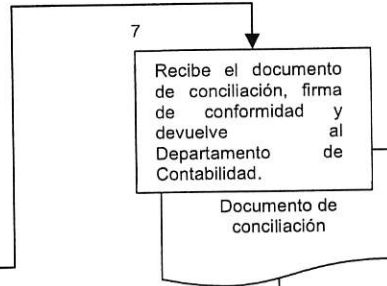 7
Recibe el documento
de conciliación, firma
de conformidad y
devuelve al
Departamento de
Contabilidad.
Documento de
conciliación